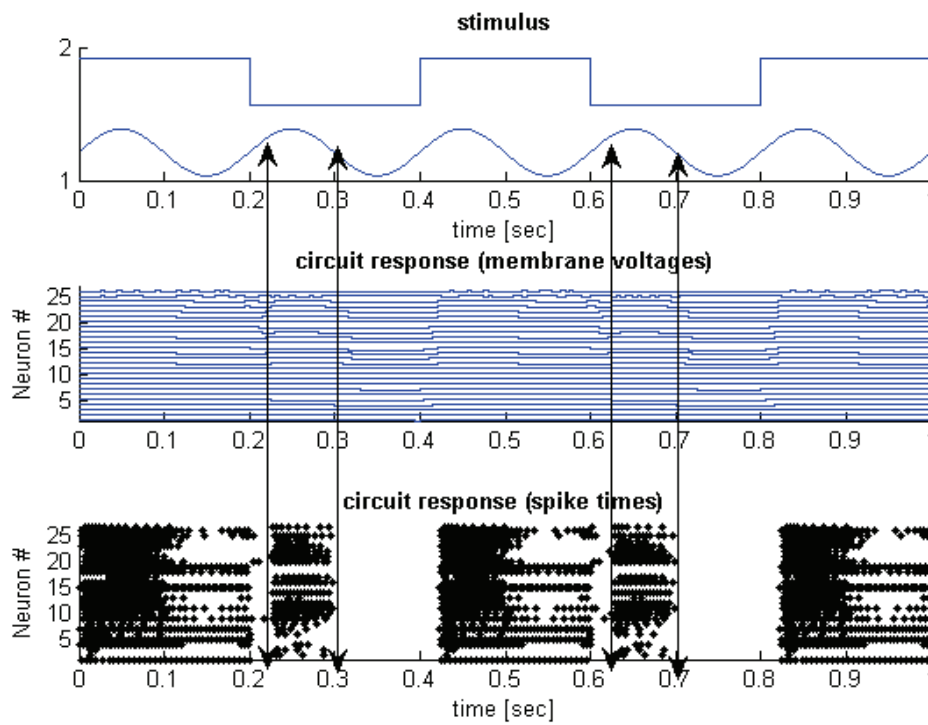 stimulus
2
1
0 0.1 0.2 0.3 0.4 0.5 0.6 0.7 0.8 0.9
time [sec]
circuit response (membrane voltages)
Neuron #
25
20
15
10
5
0 0.1 0.2 0.3 0.4 0.5 0.6 0.7 0.8 0.9
time [sec]
circuit response (spike times)
Neuron #
25
20
15
10
5
0 0.1 0.2 0.3 0.4 0.5 0.6 0.7 0.8 0.9
time [sec]